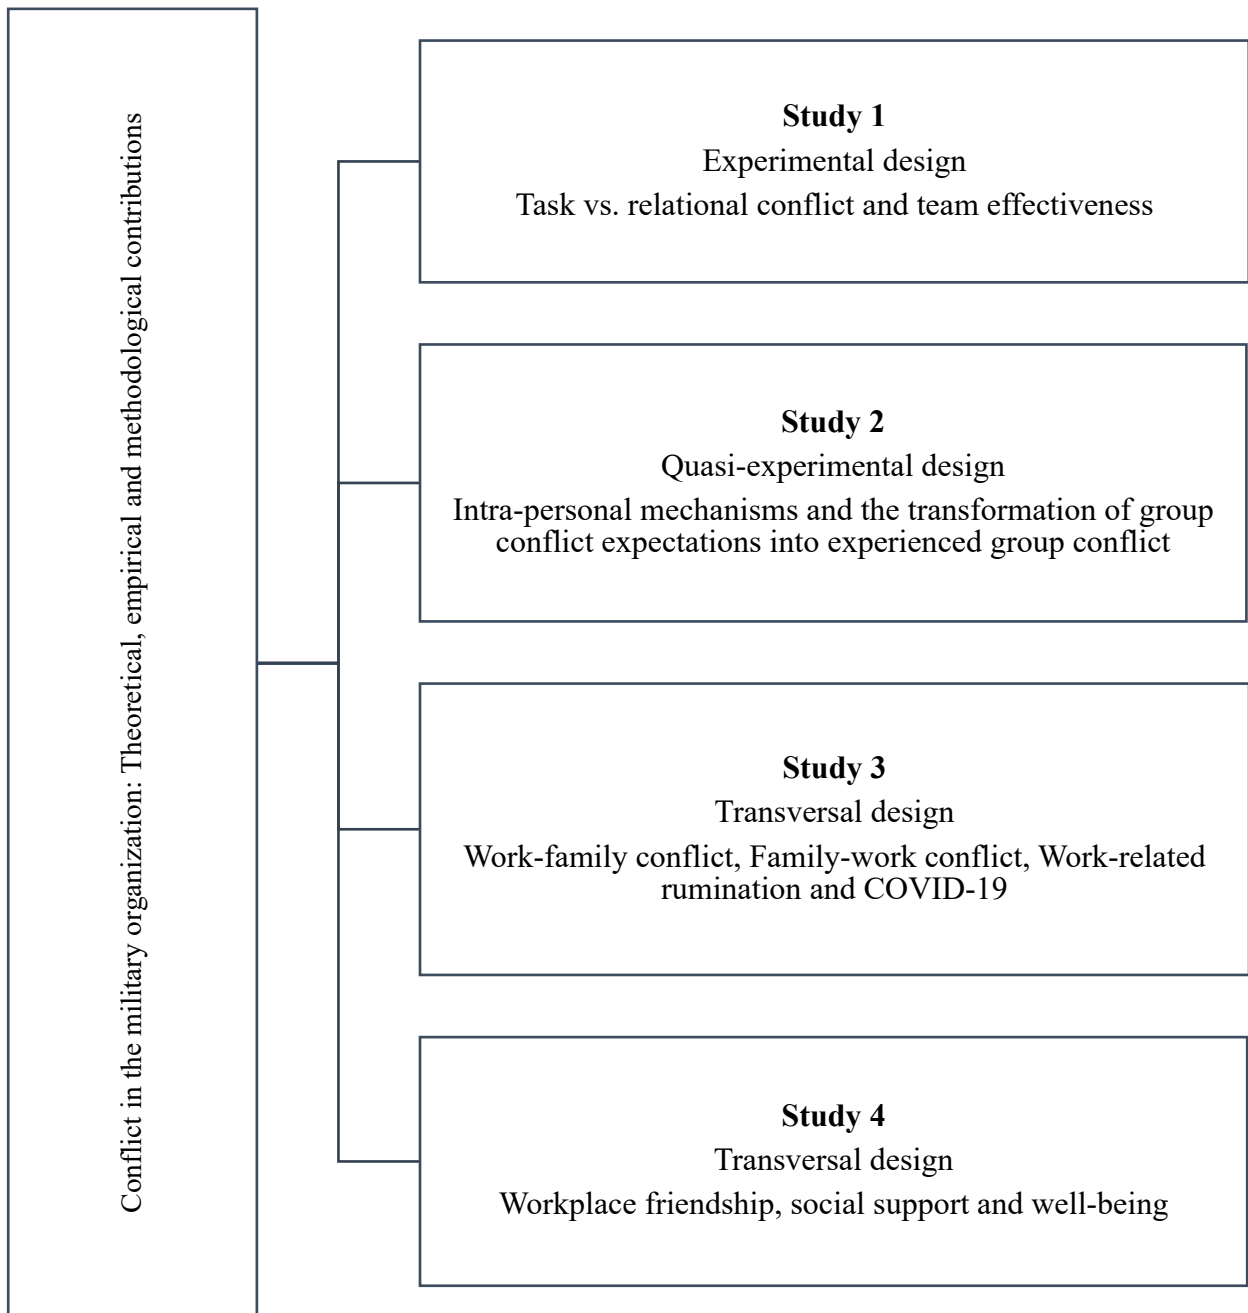 Conflict in the military organization: Theoretical, empirical and methodological contributions
Study 1
Experimental design
Task vs. relational conflict and team effectiveness
Study 2
Quasi-experimental design
Intra-personal mechanisms and the transformation of group
conflict expectations into experienced group conflict
Study 3
Transversal design
Work-family conflict, Family-work conflict, Work-related
rumination and COVID-19
Study 4
Transversal design
Workplace friendship, social support and well-being